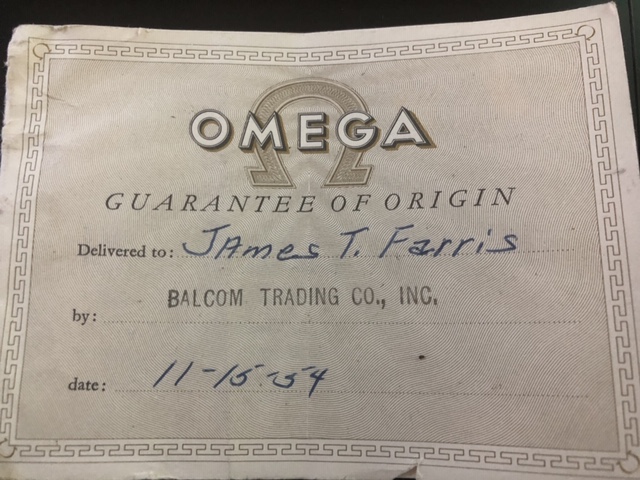 OMEGA
GUARANTEE OF ORIGIN
Delivered to: JAmes T. Farris
BALCOM TRADING CO., INC.
by:
date: 11-15-54